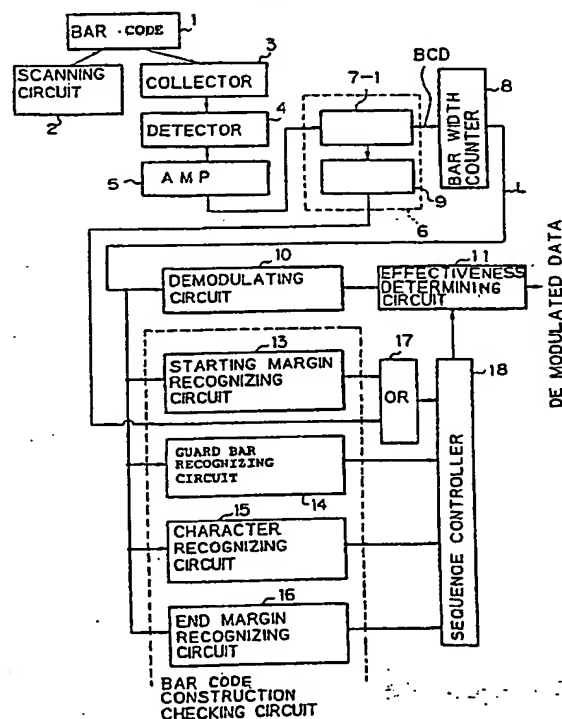 1
BAR . CODE
3
SCANNING
CIRCUIT
2
COLLECTOR
4
DETECTOR
5
AMP
7-1
BCD
8
BAR WIDTH
COUNTER
9
6
L
10
DEMODULATING
CIRCUIT
11
EFFECTIVENESS
DETERMINING
CIRCUIT
DE MODULATED DATA
13
STARTING MARGIN
RECOGNIZING
CIRCUIT
17
OR
18
SEQUENCE CONTROLLER
GUARD BAR
RECOGNIZING
CIRCUIT
14
15
CHARACTER
RECOGNIZING
CIRCUIT
16
END MARGIN
RECOGNIZING
CIRCUIT
BAR CODE
CONSTRUCTION
CHECKING CIRCUIT